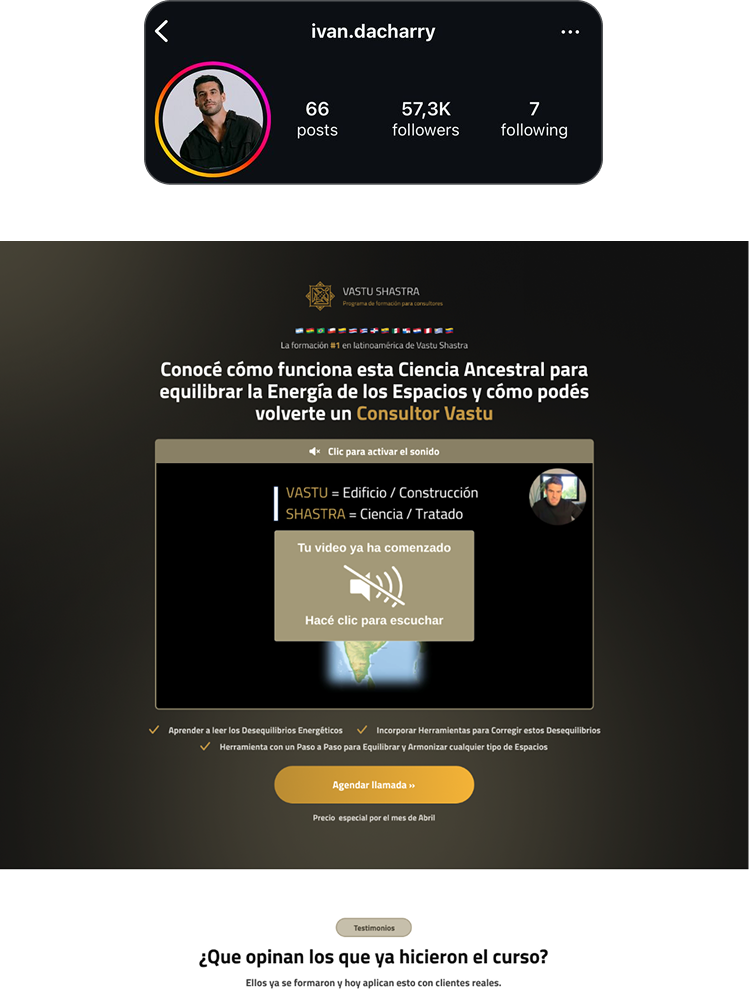 ivan.dacharry
66
posts
57,3K
followers
7
following
VASTU SHASTRA
Programa de formación para consultores
La formación #1 en latinoamérica de Vastu Shastra
Conocé cómo funciona esta Ciencia Ancestral para
equilibrar la Energía de los Espacios y cómo podés
volverte un Consultor Vastu
Clic para activar el sonido
VASTU = Edificio / Construcción
SHASTRA = Ciencia / Tratado
Tu video ya ha comenzado
Hacé clic para escuchar
Aprender a leer los Desequilibrios Energéticos
Incorporar Herramientas para Corregir estos Desequilibrios
Herramienta con un Paso a Paso para Equilibrar y Armonizar cualquier tipo de Espacios
Agendar llamada »
Precio especial por el mes de Abril
Testimonios
¿Que opinan los que ya hicieron el curso?
Ellos ya se formaron y hoy aplican esto con clientes reales.